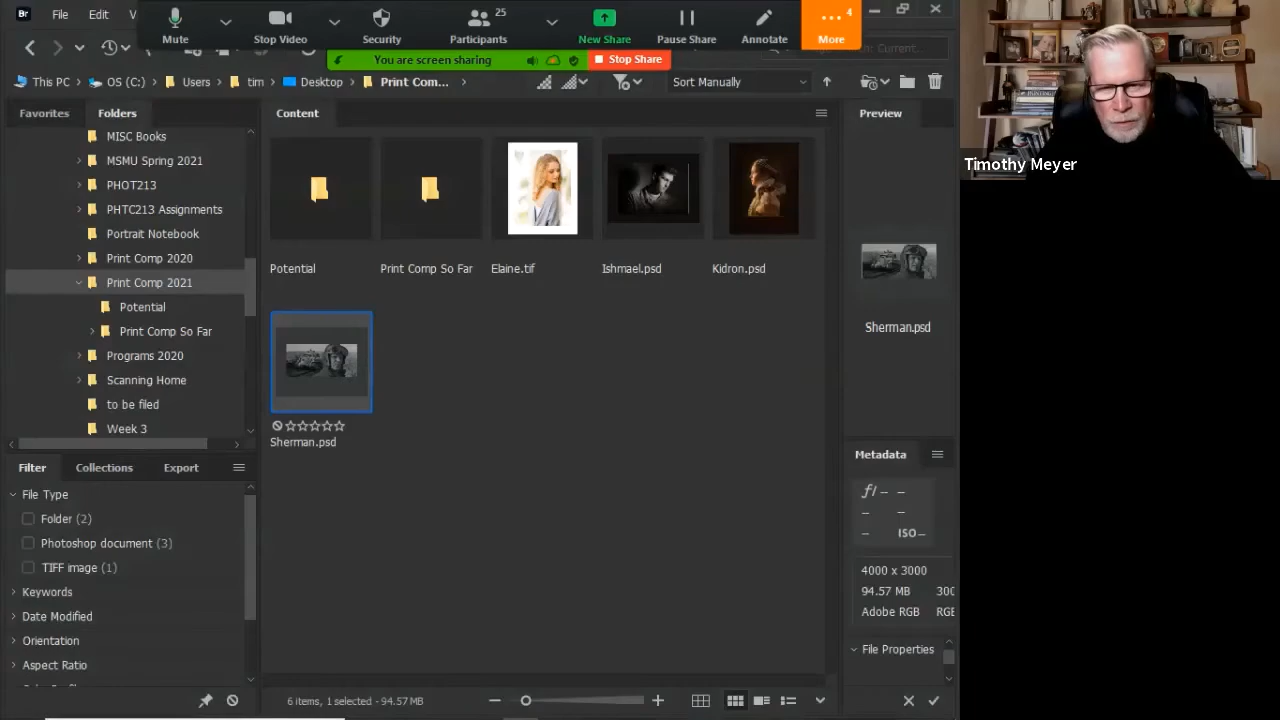 Br File Edit V
Mute Stop Video Security Participants 25 New Share Pause Share Annotate More 4
You are screen sharing Stop Share
: Current...
This PC OS (C:) Users tim Desktop Print Com... Sort Manually
Favorites Folders
MISC Books
MSMU Spring 2021
PHOT213
PHTC213 Assignments
Portrait Notebook
Print Comp 2020
Print Comp 2021
Potential
Print Comp So Far
Programs 2020
Scanning Home
to be filed
Week 3
Filter Collections Export
File Type
Folder (2)
Photoshop document (3)
TIFF image (1)
Keywords
Date Modified
Orientation
Aspect Ratio
Content
Potential Print Comp So Far Elaine.tif Ishmael.psd Kidron.psd
Sherman.psd
6 items, 1 selected - 94.57 MB
Preview
Sherman.psd
Metadata
f/ -- --
-- --
-- ISO--
4000 x 3000
94.57 MB 300
Adobe RGB RGB
File Properties
Timothy Meyer